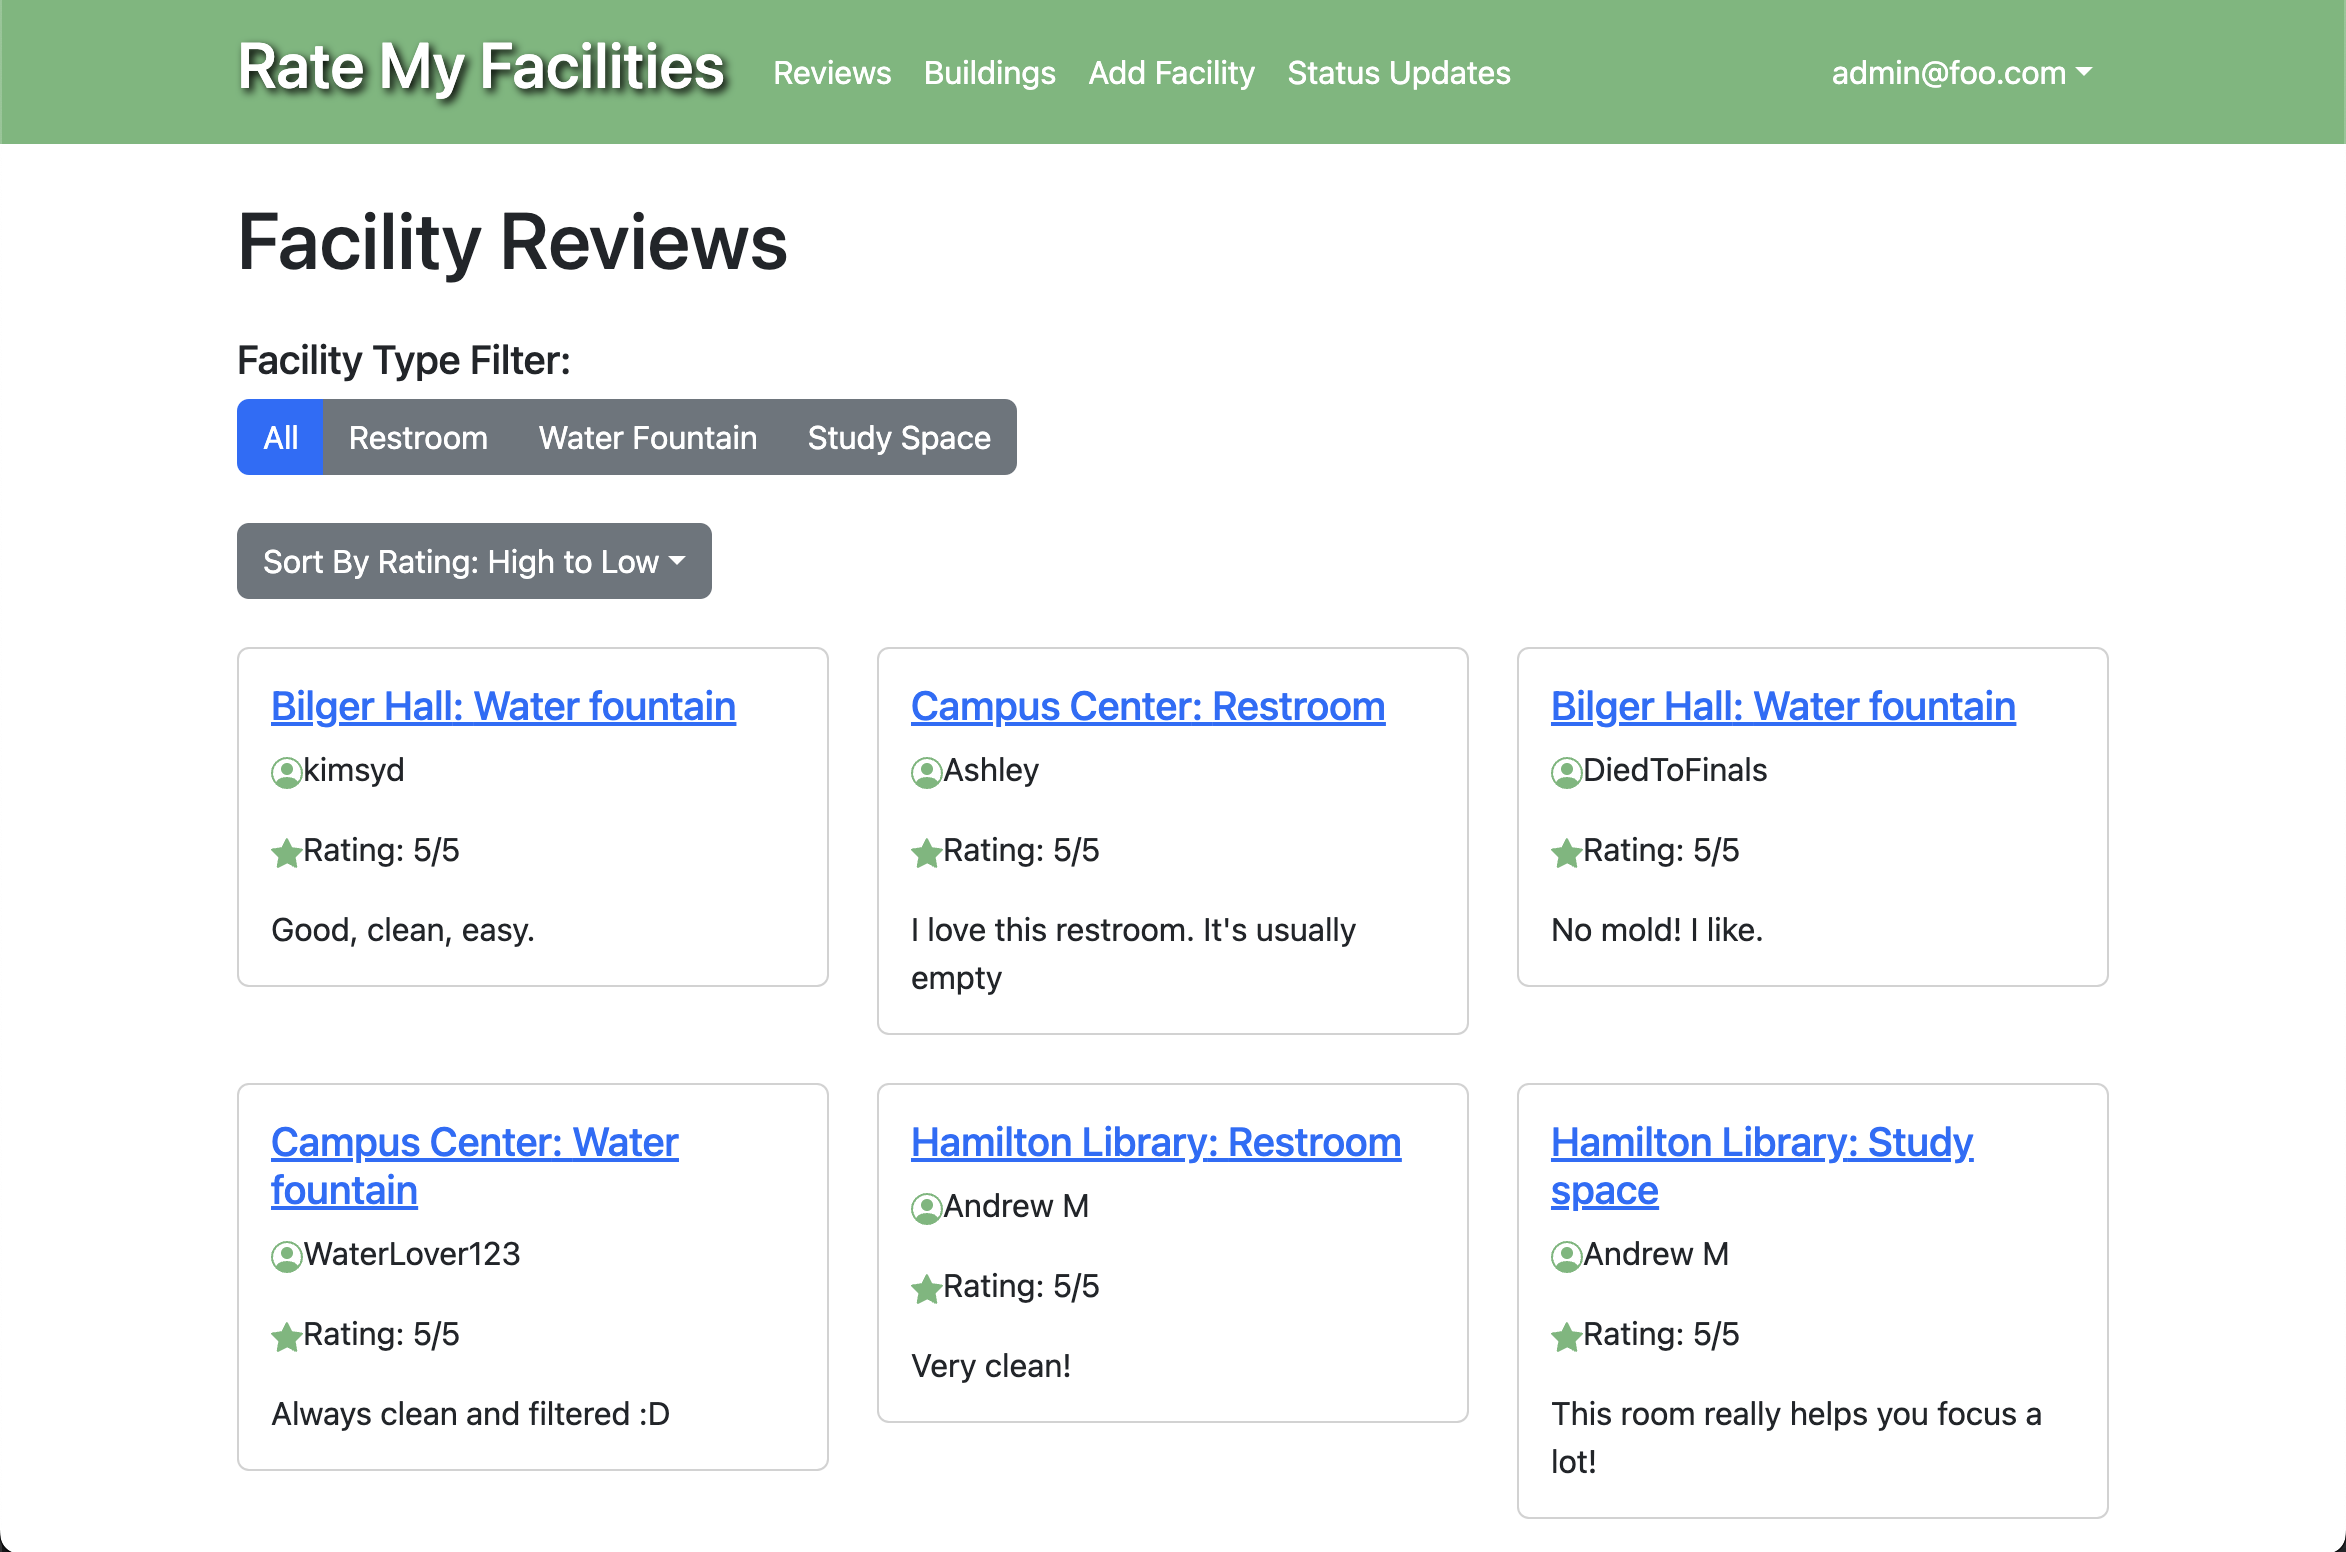 Rate My Facilities
Reviews
Buildings
Add Facility
Status Updates
admin@foo.com
Facility Reviews
Facility Type Filter:
All
Restroom
Water Fountain
Study Space
Sort By Rating: High to Low
Bilger Hall: Water fountain
kimsyd
Rating: 5/5
Good, clean, easy.
Campus Center: Restroom
Ashley
Rating: 5/5
I love this restroom. It's usually
empty
Bilger Hall: Water fountain
DiedToFinals
Rating: 5/5
No mold! I like.
Campus Center: Water
fountain
WaterLover123
Rating: 5/5
Always clean and filtered :D
Hamilton Library: Restroom
Andrew M
Rating: 5/5
Very clean!
Hamilton Library: Study
space
Andrew M
Rating: 5/5
This room really helps you focus a
lot!